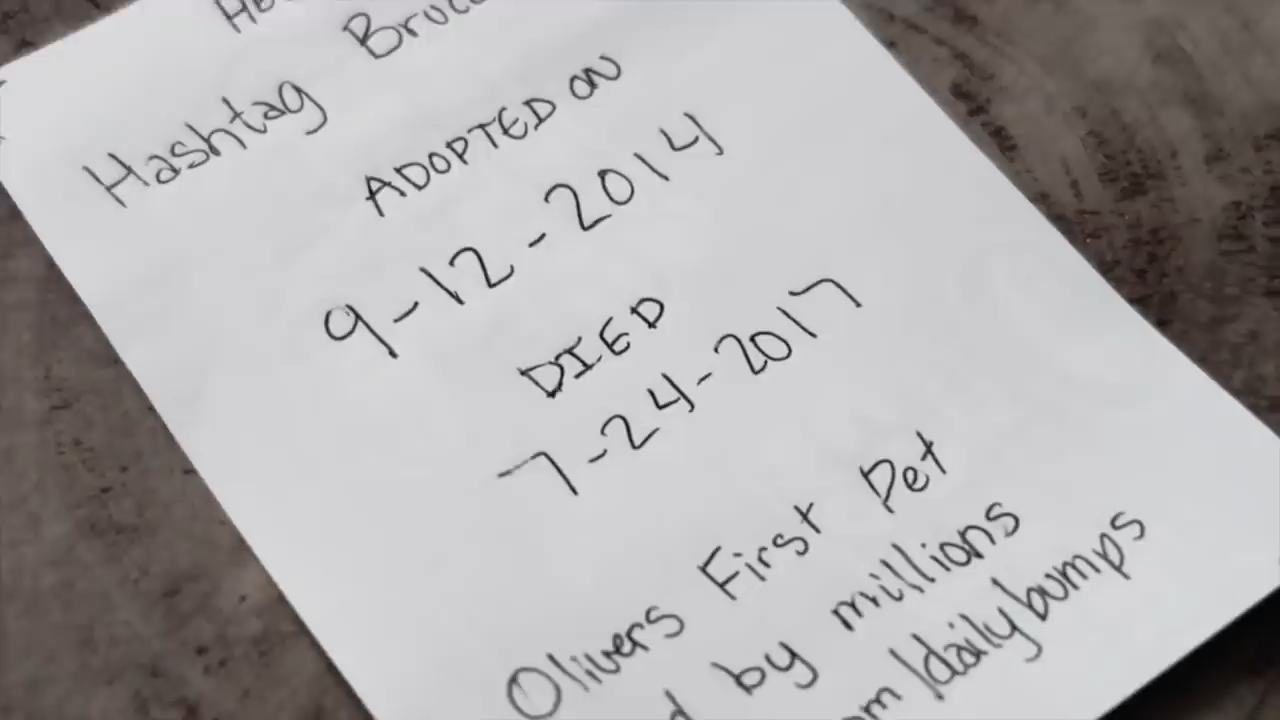 Hashtag
ADOPTED ON
9-12-2014
DIED
7-24-2017
Olivers First Pet
by millions
/dailybumps